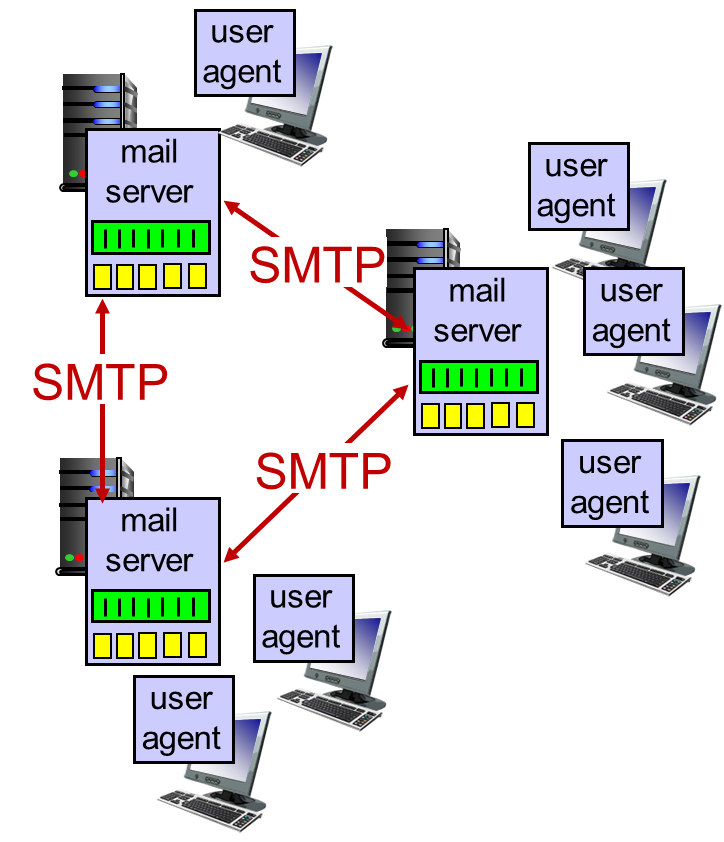 user
agent
mail
server
user
agent
SMTP
user
agent
mail
server
SMTP
user
agent
SMTP
mail
server
user
agent
user
agent